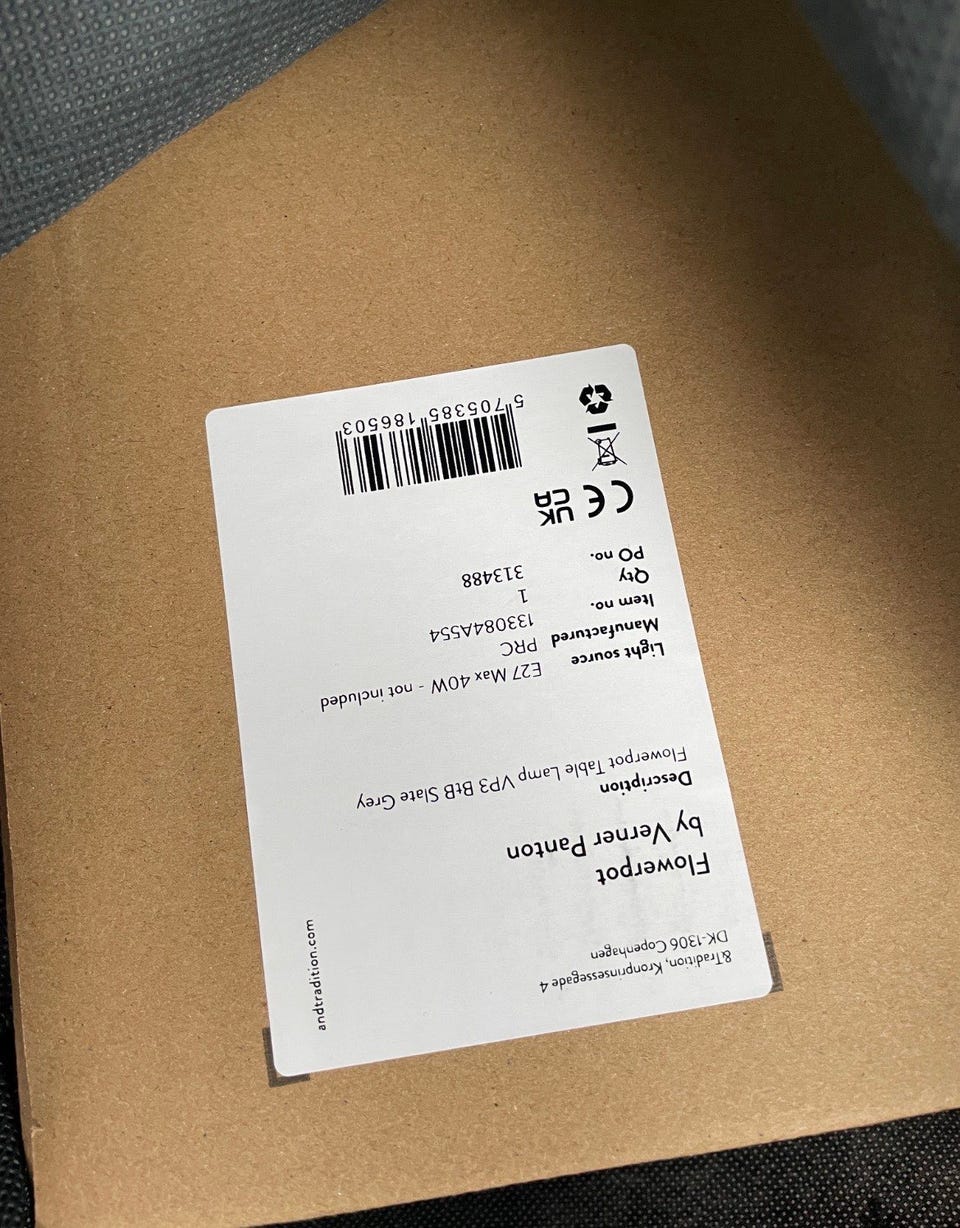 &Tradition, Kronprinsessegade 4
DK-1306 Copenhagen
andtradition.com
Flowerpot
by Verner Panton
Description
Flowerpot Table Lamp VP3 BtB Slate Grey
Light source E27 Max 40W - not included
Manufactured PRC
Item no. 133084A554
Qty 1
PO no. 313488
CE UK
CA
5 705385 186503